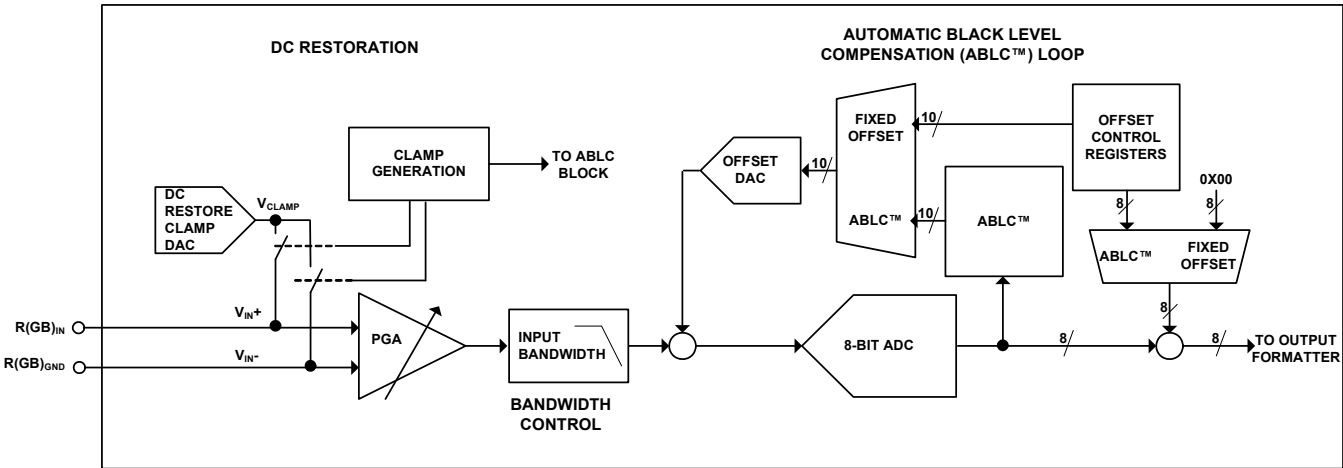 DC RESTORATION
AUTOMATIC BLACK LEVEL
COMPENSATION (ABLC™) LOOP
CLAMP
GENERATION
TO ABLC
BLOCK
DC
RESTORE
CLAMP
DAC
VCLAMP
OFFSET
DAC
10
FIXED
OFFSET
ABLC™
10
10
ABLC™
OFFSET
CONTROL
REGISTERS
8
0X00
8
ABLC™
FIXED
OFFSET
8
R(GB)IN
VIN+
R(GB)GND
VIN-
PGA
INPUT
BANDWIDTH
BANDWIDTH
CONTROL
8-BIT ADC
8
8
TO OUTPUT
FORMATTER